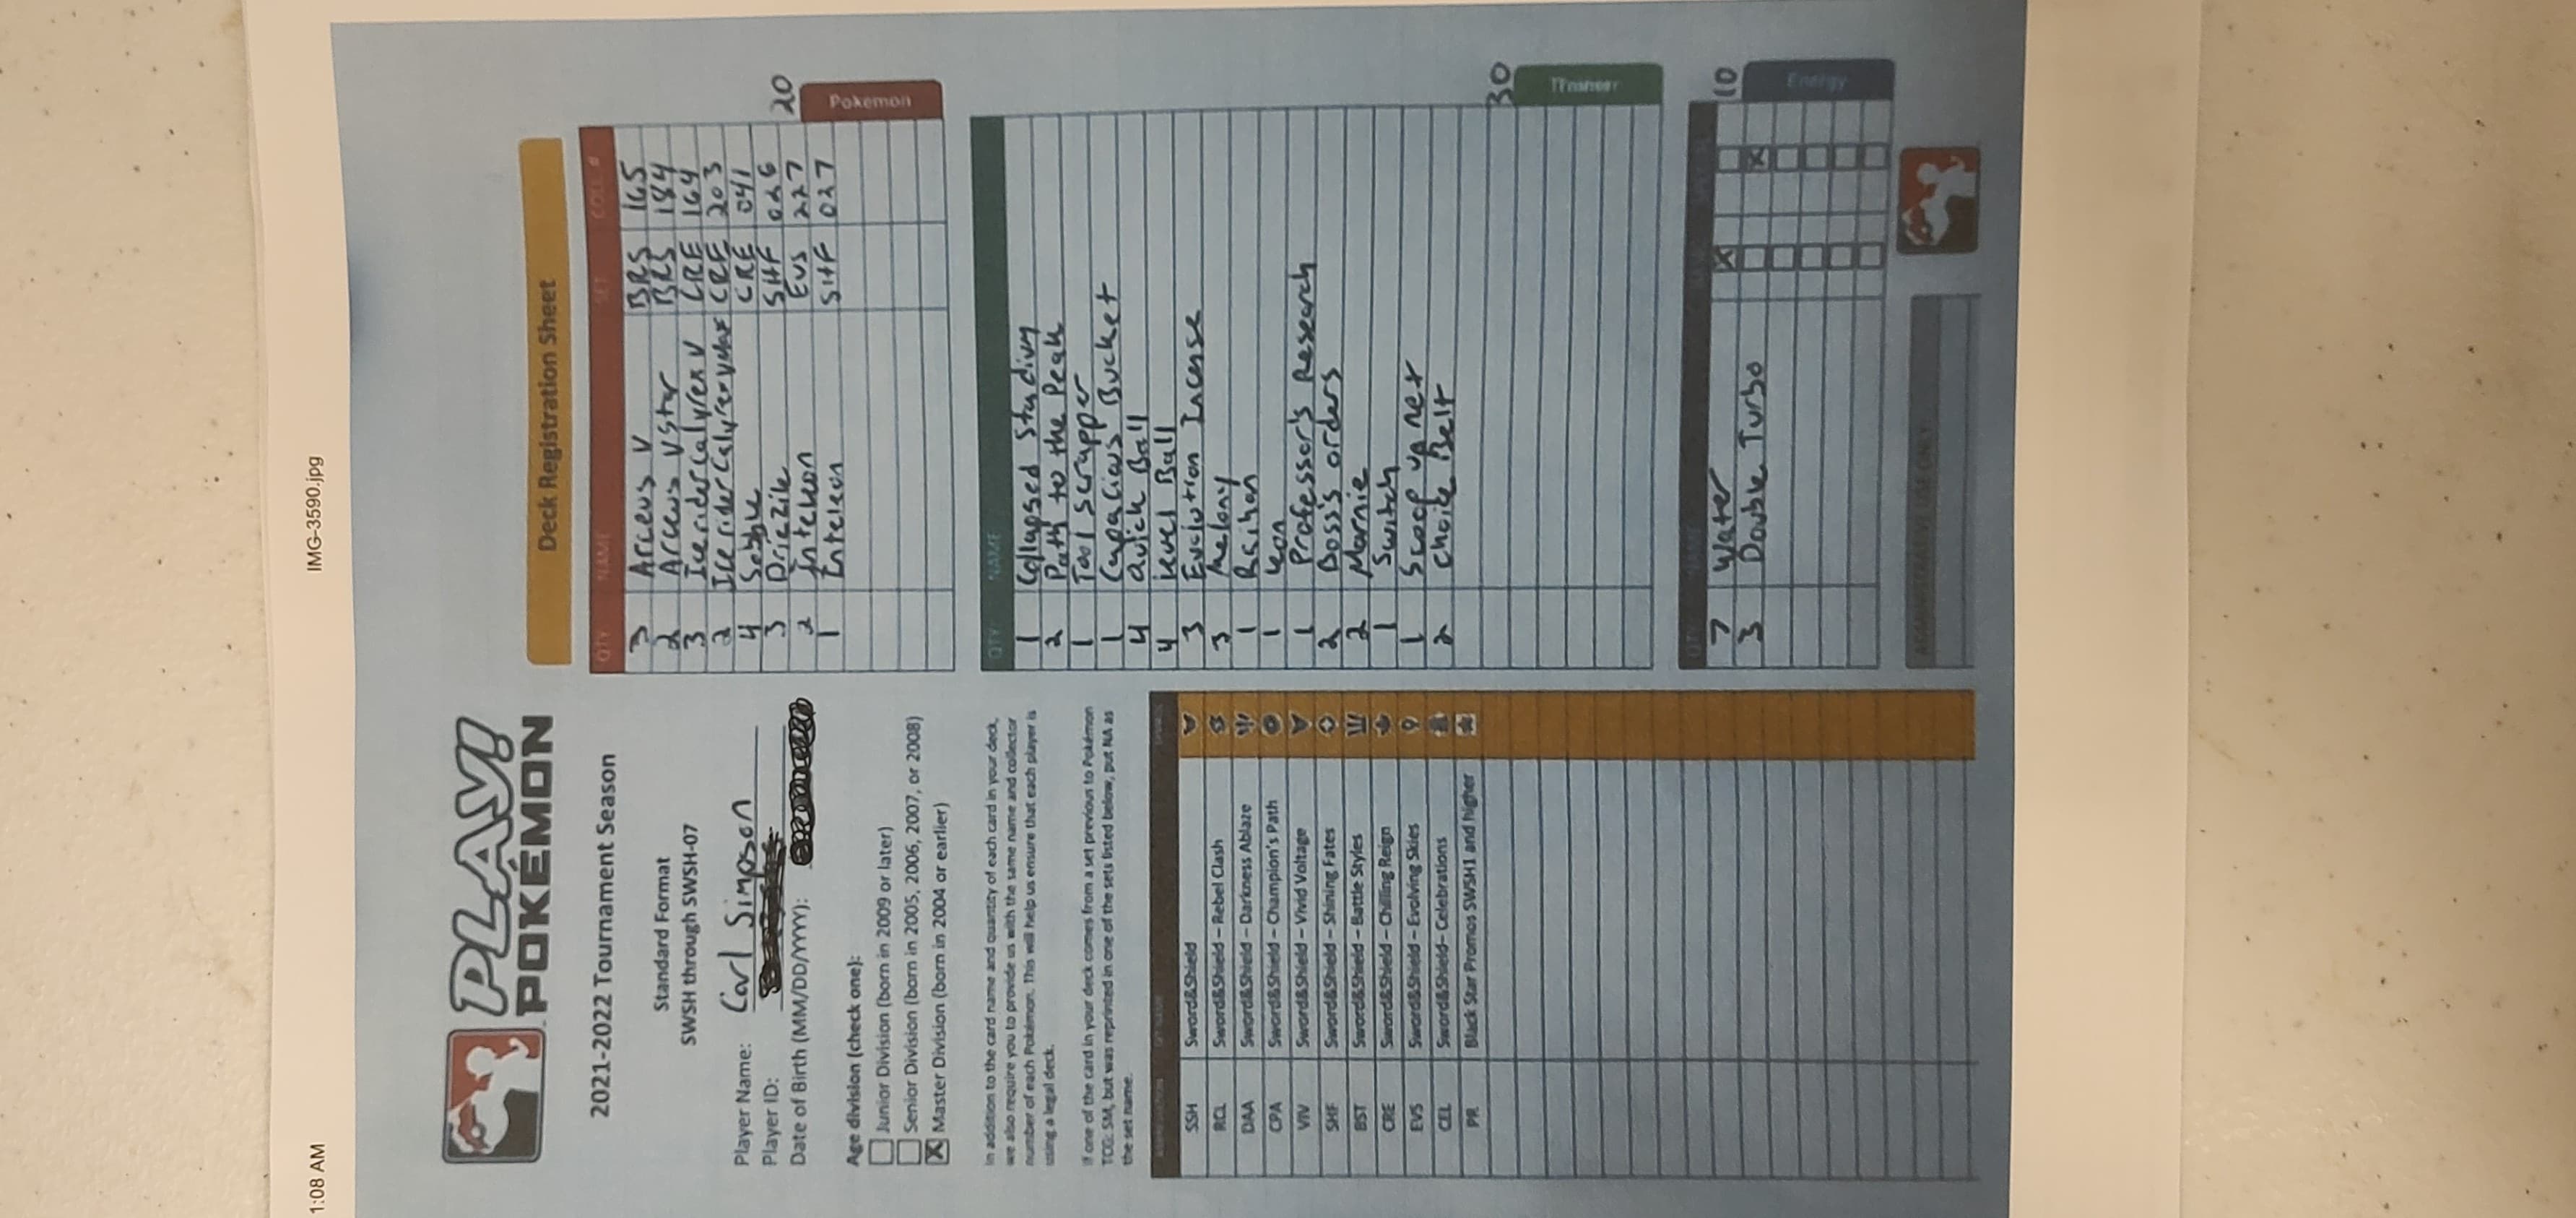 1:08 AM
IMG-3590.jpg
PLAY!
POKÉMON
2021-2022 Tournament Season
Standard Format
SWSH through SWSH-07
Player Name: Carl Simpson
Player ID:
Date of Birth (MM/DD/YYYY):
Age division (check one):
Junior Division (born in 2009 or later)
Senior Division (born in 2005, 2006, 2007, or 2008)
X Master Division (born in 2004 or earlier)
In addition to the card name and quantity of each card in your deck,
we also require you to provide us with the same name and collector
number of each Pokémon. This will help us ensure that each player is
using a legal deck.
If one of the card in your deck comes from a set previous to Pokémon
TCG: SM, but was reprinted in one of the sets listed below, put NA as
the set name.
SSH Sword&Shield
RCL Sword&Shield – Rebel Clash
DAA Sword&Shield – Darkness Ablaze
CPA Sword&Shield – Champion's Path
VIV Sword&Shield – Vivid Voltage
SHF Sword&Shield – Shining Fates
BST Sword&Shield – Battle Styles
CRE Sword&Shield – Chilling Reign
EVS Sword&Shield – Evolving Skies
CEL Sword&Shield– Celebrations
PR Black Star Promos SWSH1 and higher
Deck Registration Sheet
QTY NAME SET COLL #
3 Arceus V BRS 165
2 Arceus Vstar BRS 184
3 Ice rider Calyrex V CRE 164
2 Ice rider Calyrex vmax CRE 203
4 Sobble CRE 041
3 Drizzile SHF 026
2 Inteleon EVS 227
1 Inteleon SHF 027
20
Pokemon
QTY NAME
1 Collapsed Stadium
2 Path to the Peak
1 Tool scrapper
1 Capacious Bucket
4 Quick Ball
4 Level Ball
3 Evolution Incense
3 Melony
1 Raihan
1 Leon
1 Professor's Research
2 Boss's orders
2 Marnie
1 Switch
1 Scoop up net
2 Choice Belt
30
Trainer
QTY NAME
7 Water X
3 Double Turbo X
10
Energy
ADMINISTRATIVE USE ONLY